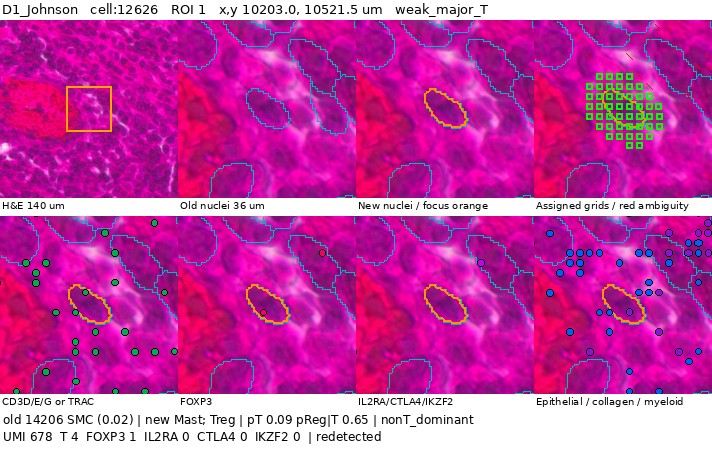 D1_Johnson cell:12626 ROI 1 x,y 10203.0, 10521.5 um weak_major_T
H&E 140 um
Old nuclei 36 um
New nuclei / focus orange
Assigned grids / red ambiguity
CD3D/E/G or TRAC
FOXP3
IL2RA/CTLA4/IKZF2
Epithelial / collagen / myeloid
old 14206 SMC (0.02) | new Mast; Treg | pT 0.09 pReg|T 0.65 | nonT_dominant
UMI 678 T 4 FOXP3 1 IL2RA 0 CTLA4 0 IKZF2 0 | redetected